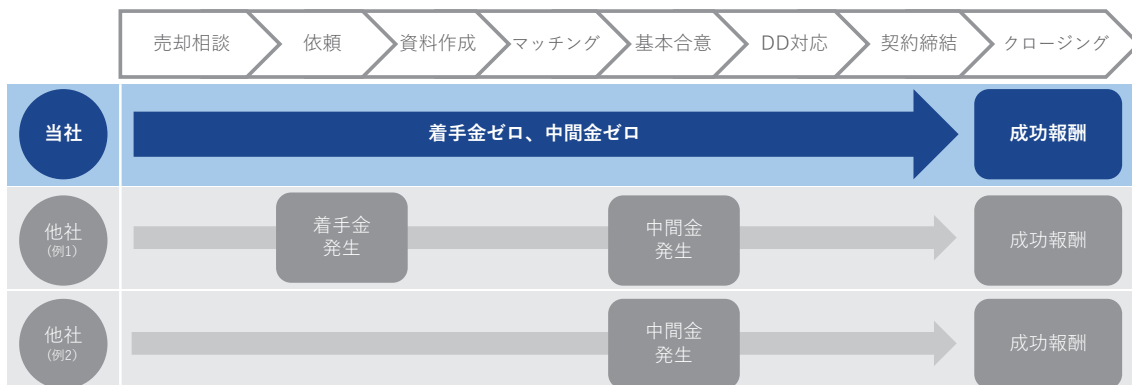 売却相談 依頼 資料作成 マッチング 基本合意 DD対応 契約締結 クロージング
当社 着手金ゼロ、中間金ゼロ 成功報酬
他社
(例1)
着手金
発生
中間金
発生
成功報酬
他社
(例2)
中間金
発生
成功報酬